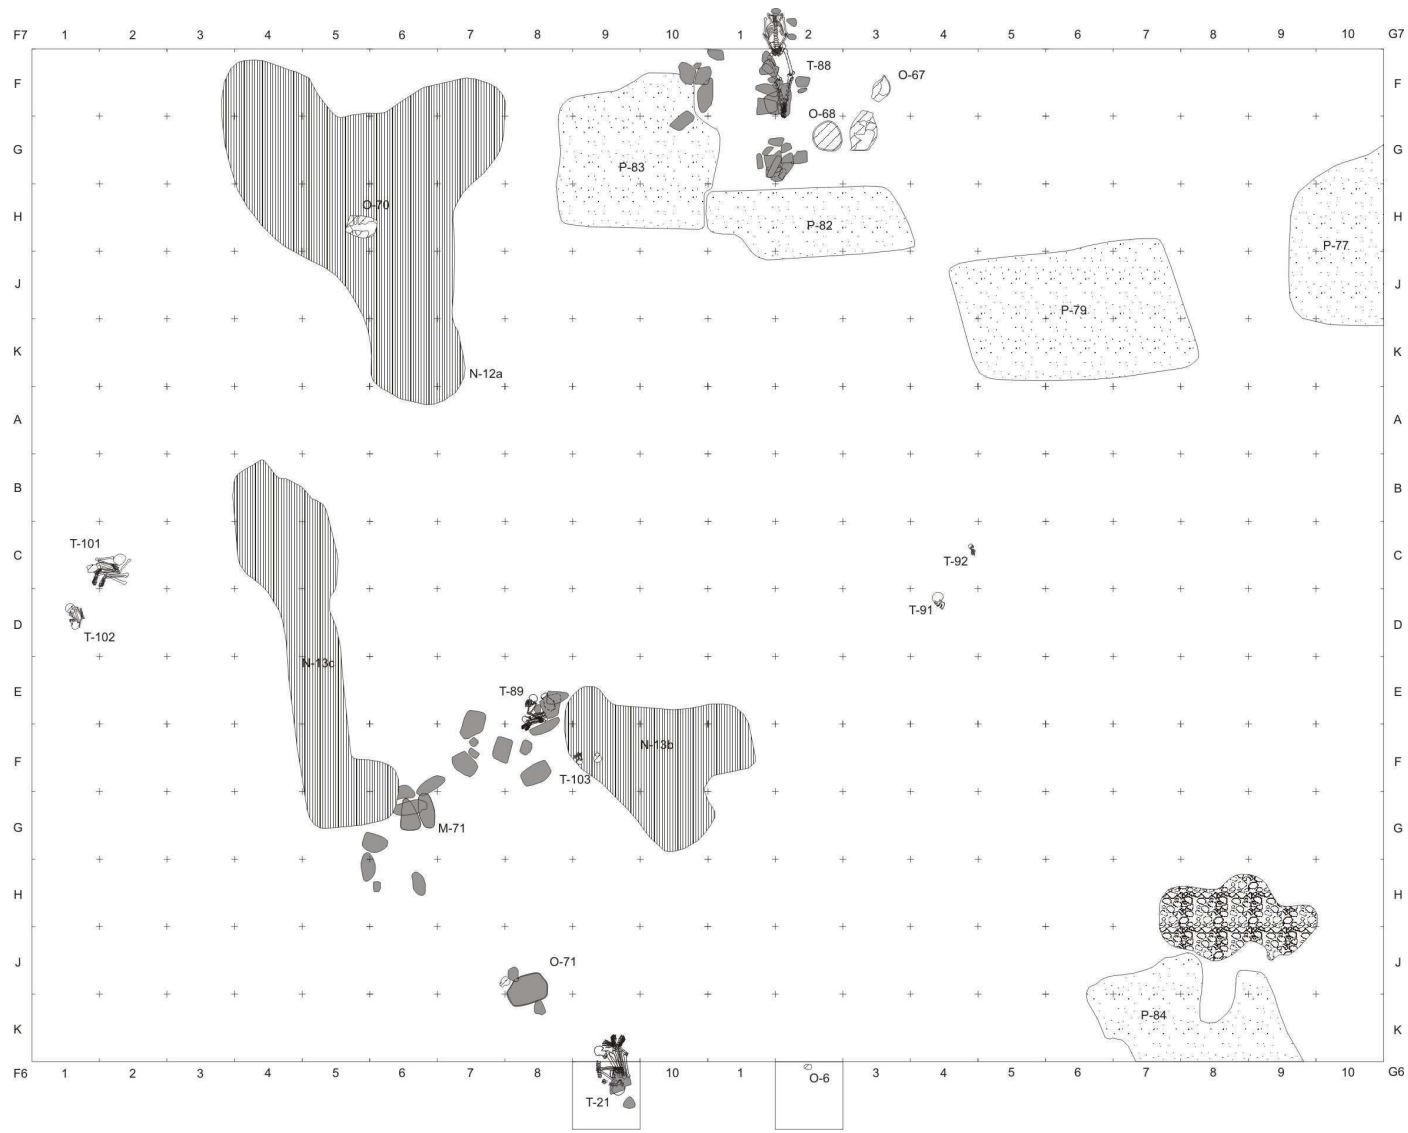 F7 1 2 3 4 5 6 7 8 9 10 1 2 3 4 5 6 7 8 9 10 G7
T-88
O-67
F F
O-68
G G
P-83
O-70
H H
P-82
P-77
J J
P-79
K K
N-12a
A A
B B
T-101
C C
T-92
T-91
D D
T-102
N-13c
E E
T-89
N-13b
F F
T-103
M-71
G G
H H
O-71
J J
P-84
K K
F6 1 2 3 4 5 6 7 8 10 1 3 4 5 6 7 8 9 10 G6
O-6
T-21